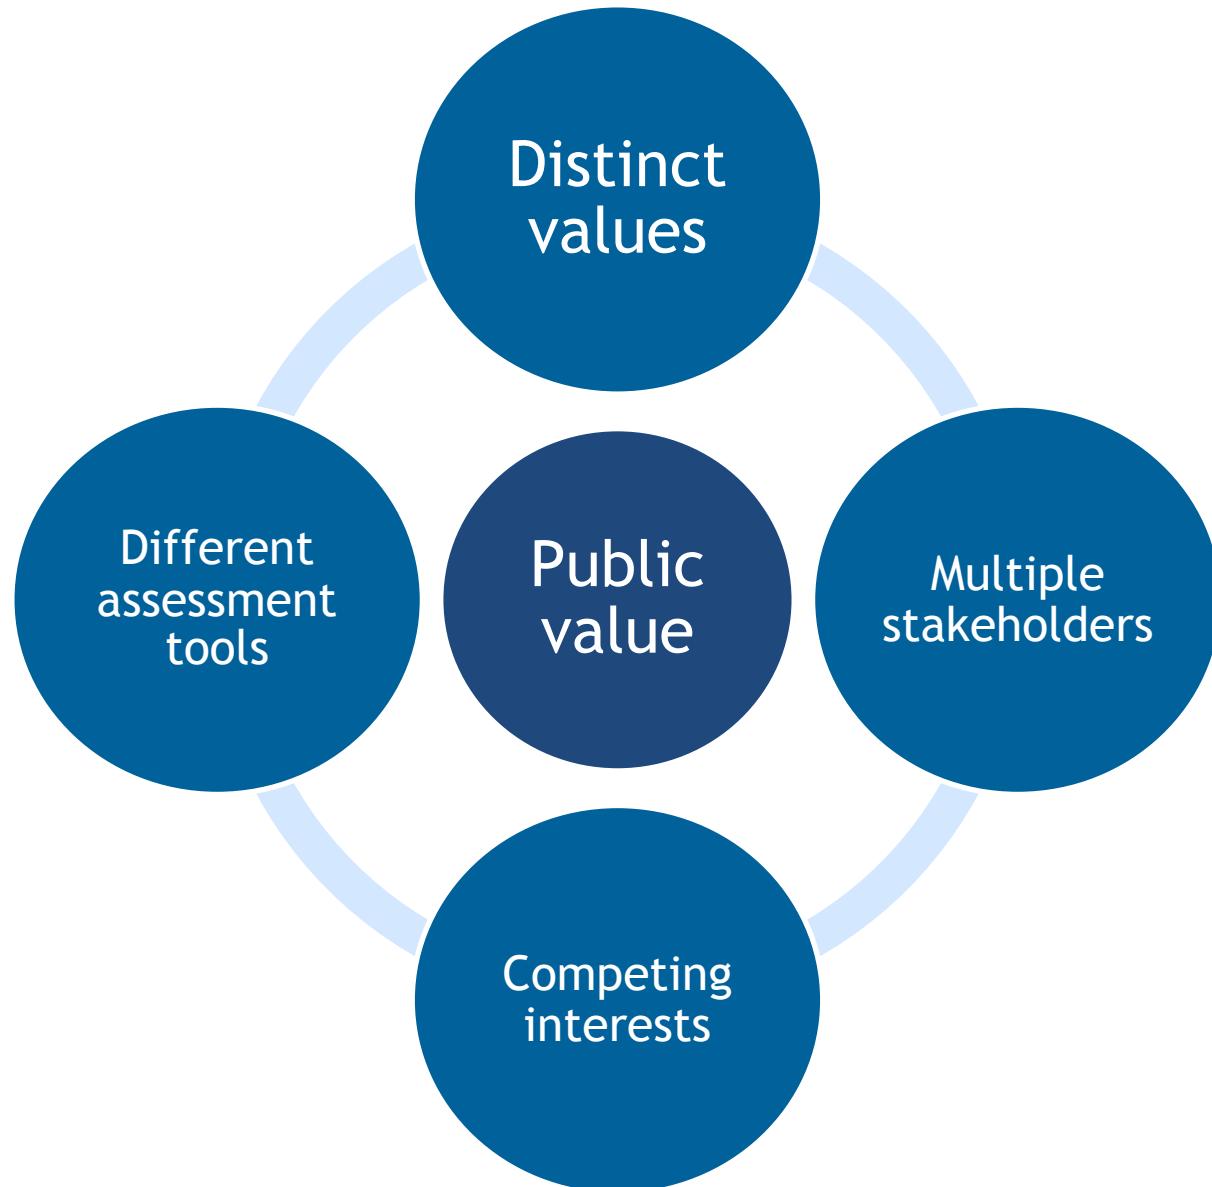 Distinct
values
Different
assessment
tools
Public
value
Multiple
stakeholders
Competing
interests